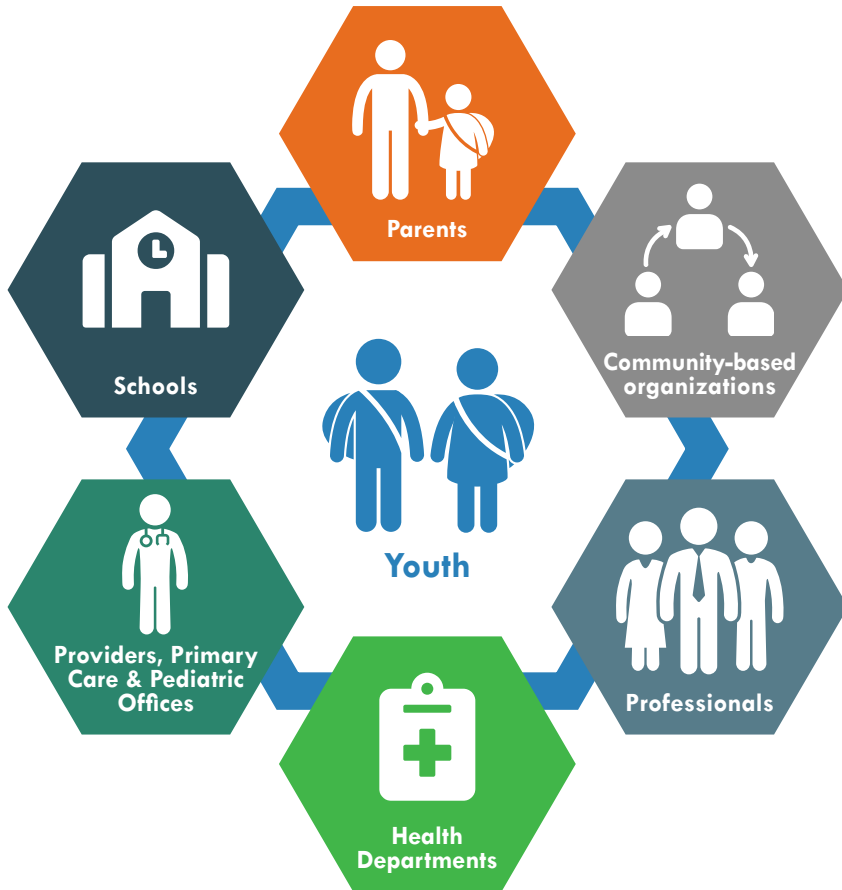 Parents
Schools
Community-based
organizations
Youth
Providers, Primary
Care & Pediatric
Offices
Professionals
Health
Departments